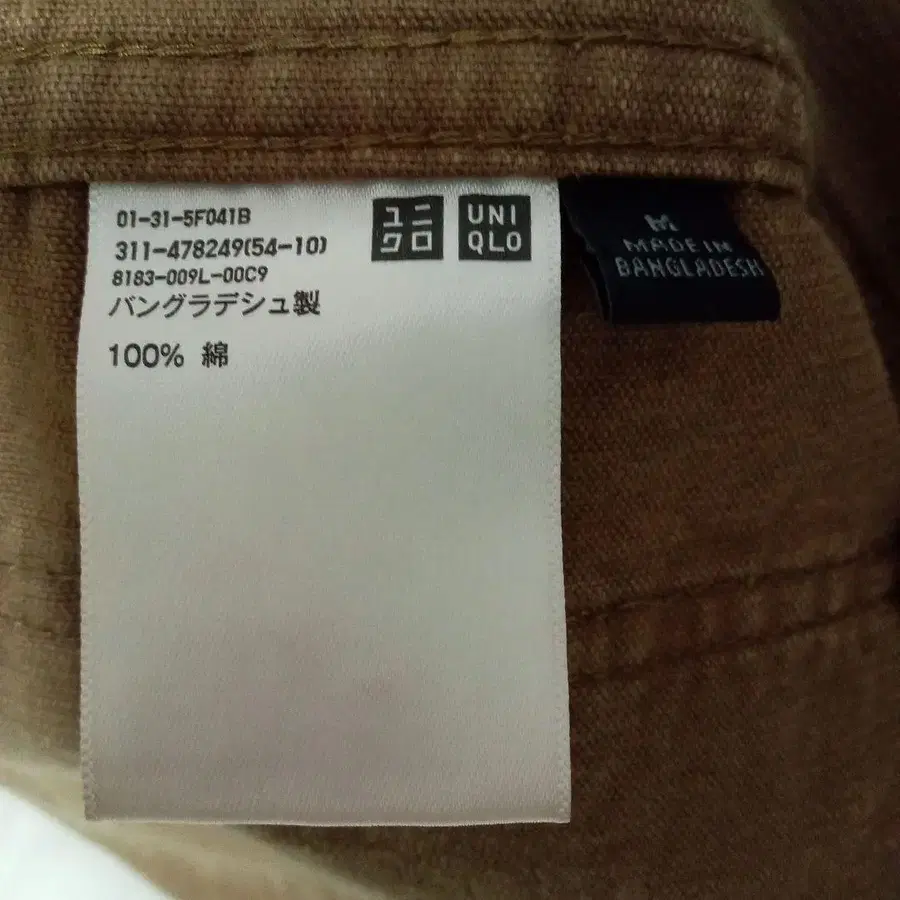 01-31-5F041B
311-478249(54-10)
8183-009L-00C9
バングラデシュ製
100% 綿
ユニ
クロ
UNI
QLO
M
MADE IN
BANGLADESH